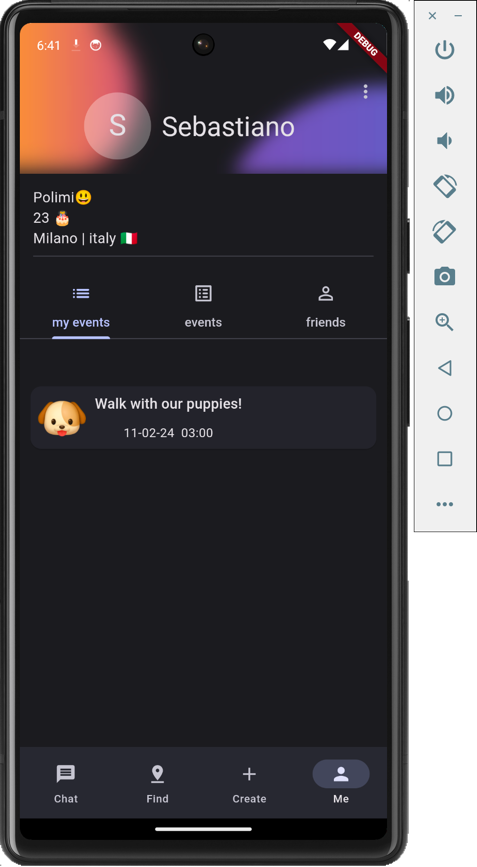 6:41
DEBUG
S
Sebastiano
Polimi😃
23 🎂
Milano | italy 🇮🇹
my events
events
friends
Walk with our puppies!
11-02-24 03:00
Chat
Find
Create
Me